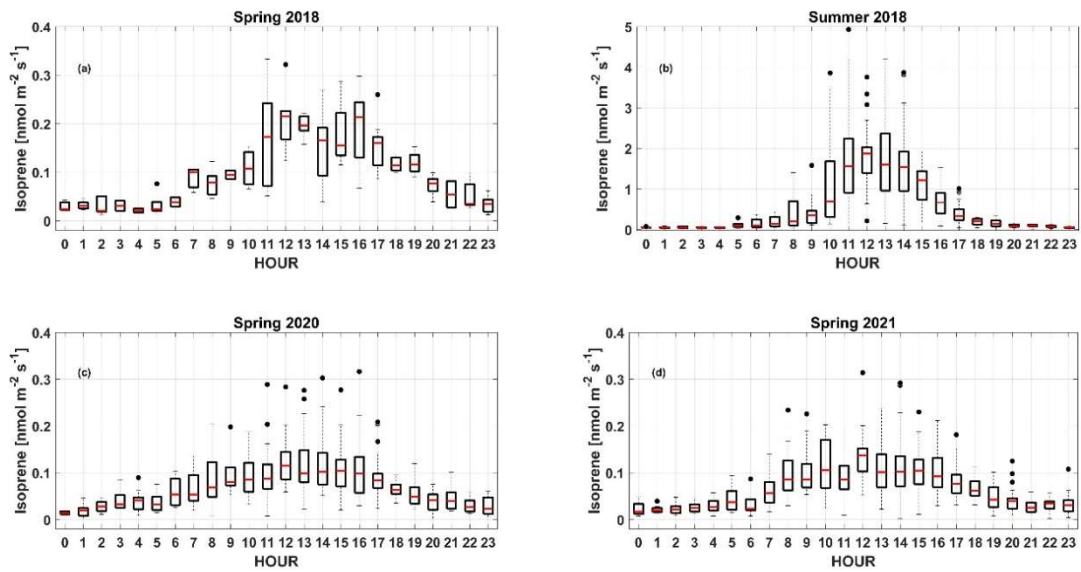 Spring 2018
Isoprene [nmol m⁻² s⁻¹]
0.4
0.3
0.2
0.1
0
(a)
0 1 2 3 4 5 6 7 8 9 10 11 12 13 14 15 16 17 18 19 20 21 22 23
HOUR
Summer 2018
Isoprene [nmol m⁻² s⁻¹]
5
4
3
2
1
0
(b)
0 1 2 3 4 5 6 7 8 9 10 11 12 13 14 15 16 17 18 19 20 21 22 23
HOUR
Spring 2020
Isoprene [nmol m⁻² s⁻¹]
0.4
0.3
0.2
0.1
0
(c)
0 1 2 3 4 5 6 7 8 9 10 11 12 13 14 15 16 17 18 19 20 21 22 23
HOUR
Spring 2021
Isoprene [nmol m⁻² s⁻¹]
0.4
0.3
0.2
0.1
0
(d)
0 1 2 3 4 5 6 7 8 9 10 11 12 13 14 15 16 17 18 19 20 21 22 23
HOUR